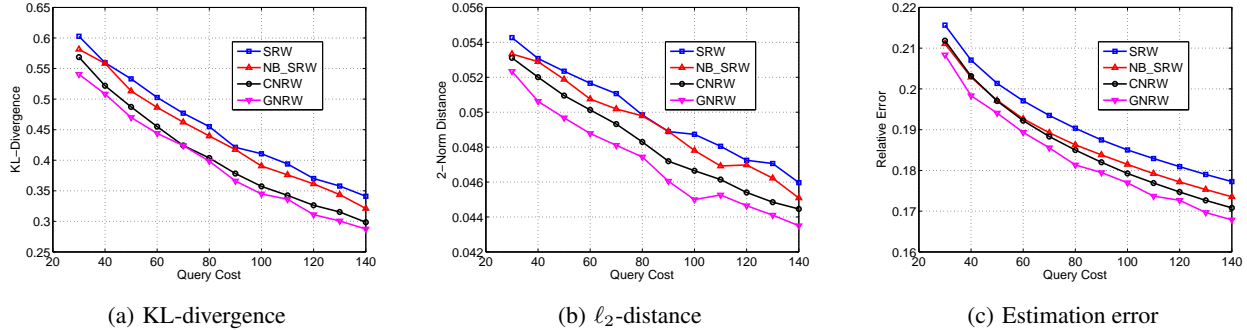 0.65
0.6
0.55
0.5
0.45
0.4
0.35
0.3
0.25
20 40 60 80 100 120 140
KL−Divergence
Query Cost
SRW
NB_SRW
CNRW
GNRW
(a) KL-divergence
0.056
0.054
0.052
0.05
0.048
0.046
0.044
0.042
20 40 60 80 100 120 140
2−Norm Distance
Query Cost
SRW
NB_SRW
CNRW
GNRW
(b) ℓ2-distance
0.22
0.21
0.2
0.19
0.18
0.17
0.16
20 40 60 80 100 120 140
Relative Error
Query Cost
SRW
NB_SRW
CNRW
GNRW
(c) Estimation error